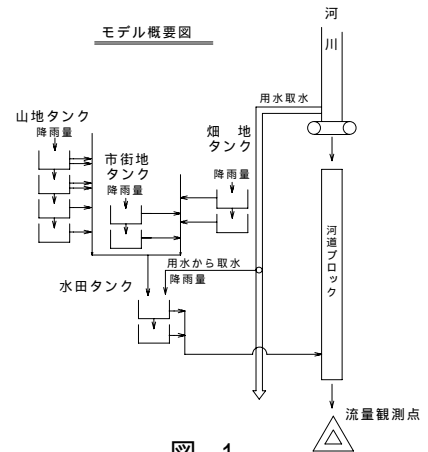 モデル概要図
河
川
用水取水
山地タンク
降雨量
市街地
タンク
降雨量
畑 地
タンク
降雨量
河道ブロック
用水から取水
降雨量
水田タンク
流量観測点
図 1